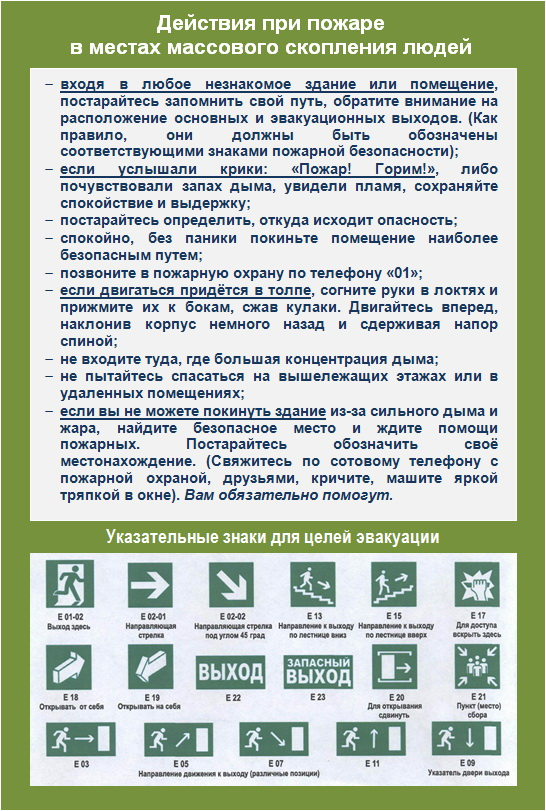 Действия при пожаре
в местах массового скопления людей
– входя в любое незнакомое здание или помещение,
постарайтесь запомнить свой путь, обратите внимание на
расположение основных и эвакуационных выходов. (Как
правило, они должны быть обозначены
соответствующими знаками пожарной безопасности);
– если услышали крики: «Пожар! Горим!», либо
почувствовали запах дыма, увидели пламя, сохраняйте
спокойствие и выдержку;
– постарайтесь определить, откуда исходит опасность;
– спокойно, без паники покиньте помещение наиболее
безопасным путем;
– позвоните в пожарную охрану по телефону «01»;
– если двигаться придётся в толпе, согните руки в локтях и
прижмите их к бокам, сжав кулаки. Двигайтесь вперед,
наклонив корпус немного назад и сдерживая напор
спиной;
– не входите туда, где большая концентрация дыма;
– не пытайтесь спасаться на вышележащих этажах или в
удаленных помещениях;
– если вы не можете покинуть здание из-за сильного дыма и
жара, найдите безопасное место и ждите помощи
пожарных. Постарайтесь обозначить своё
местонахождение. (Свяжитесь по сотовому телефону с
пожарной охраной, друзьями, кричите, машите яркой
тряпкой в окне). Вам обязательно помогут.
Указательные знаки для целей эвакуации
E 01-02
Выход здесь
E 02-01
Направляющая
стрелка
E 02-02
Направляющая стрелка
под углом 45 град
E 13
Направление к выходу
по лестнице вниз
E 15
Направление к выходу
по лестнице вверх
E 17
Для доступа
вскрыть здесь
E 18
Открывать от себя
E 19
Открывать на себя
ВЫХОД
E 22
ЗАПАСНЫЙ
ВЫХОД
E 23
E 20
Для открывания
сдвинуть
E 21
Пункт (место)
сбора
E 03
E 05
E 07
E 11
E 09
Направление движения к выходу (различные позиции)
Указатель двери выхода